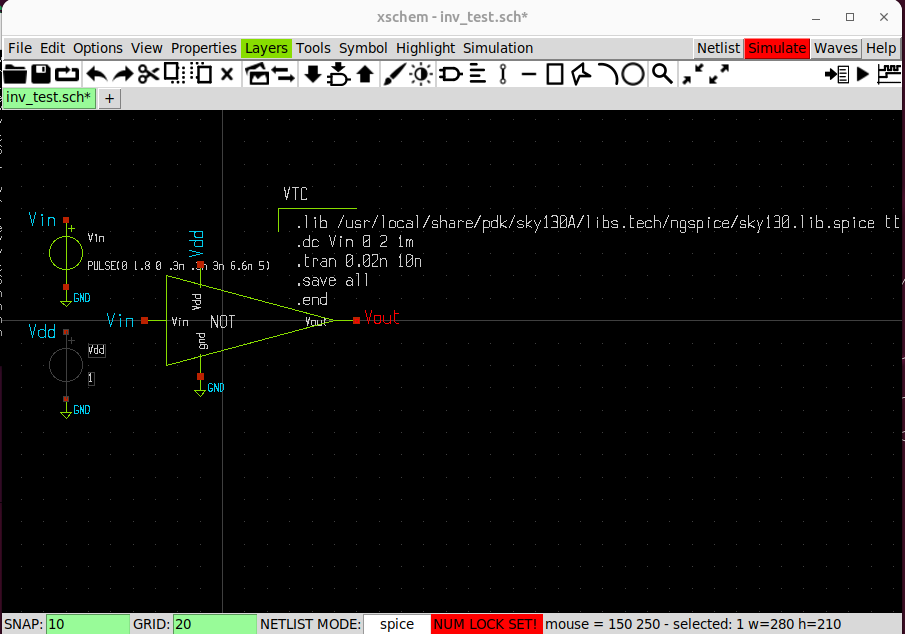 xschem - inv_test.sch*
File Edit Options View Properties Layers Tools Symbol Highlight Simulation Netlist Simulate Waves Help
inv_test.sch* +
VTC
.lib /usr/local/share/pdk/sky130A/libs.tech/ngspice/sky130.lib.spice tt
.dc Vin 0 2 1m
.tran 0.02n 10n
.save all
.end
Vin
Vin
PULSE(0 1.8 0 .3n .3n 3n 6.6n 5)
GND
Vdd
Vdd
1
GND
Vdd
Vdd
Vin
Vin
NOT
Vout
Vout
gnd
GND
SNAP: 10 GRID: 20 NETLIST MODE: spice NUM LOCK SET! mouse = 150 250 - selected: 1 w=280 h=210